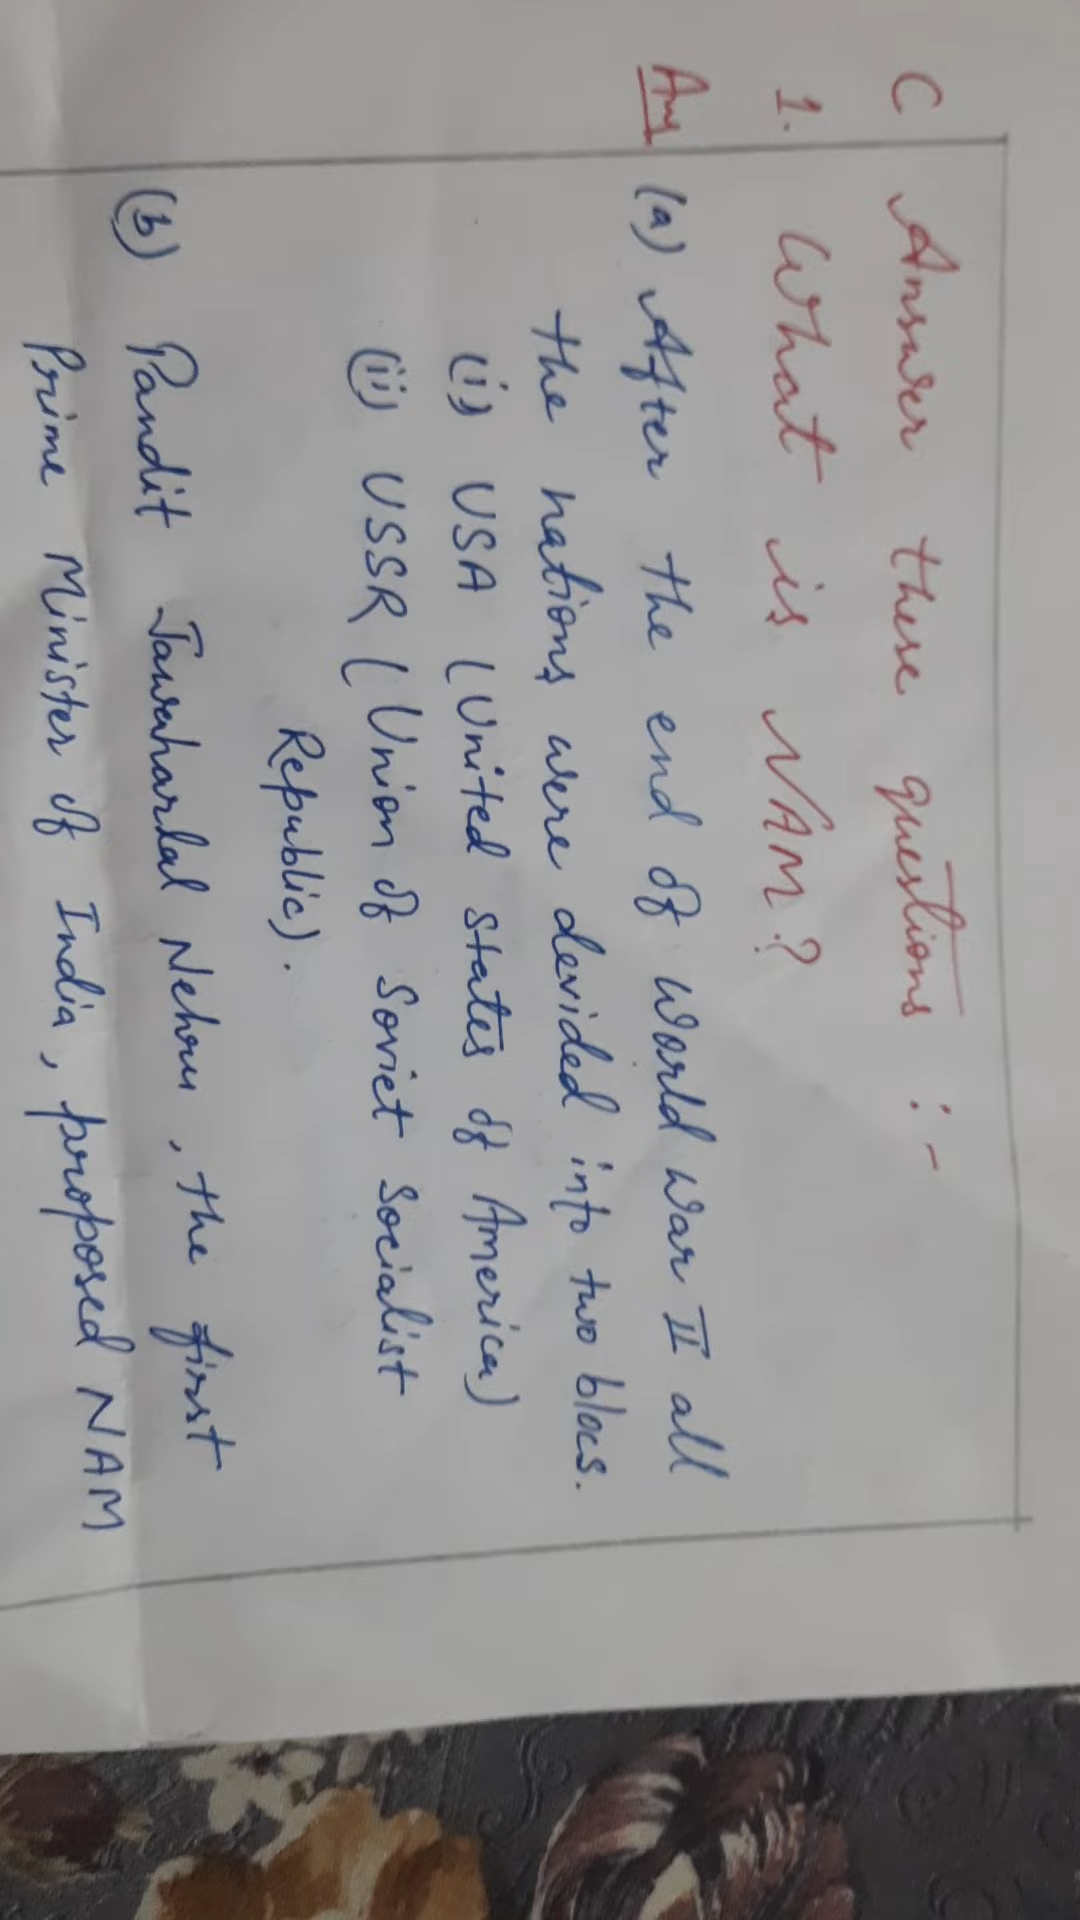 C Answer these questions :-
1. What is NAM?
Ans (a) After the end of World War II all
the nations were devided into two blocs.
(i) USA (United States of America)
(ii) USSR (Union of Soviet Socialist
Republic).
(b) Pandit Jawaharlal Nehru, the first
Prime Minister of India, proposed NAM